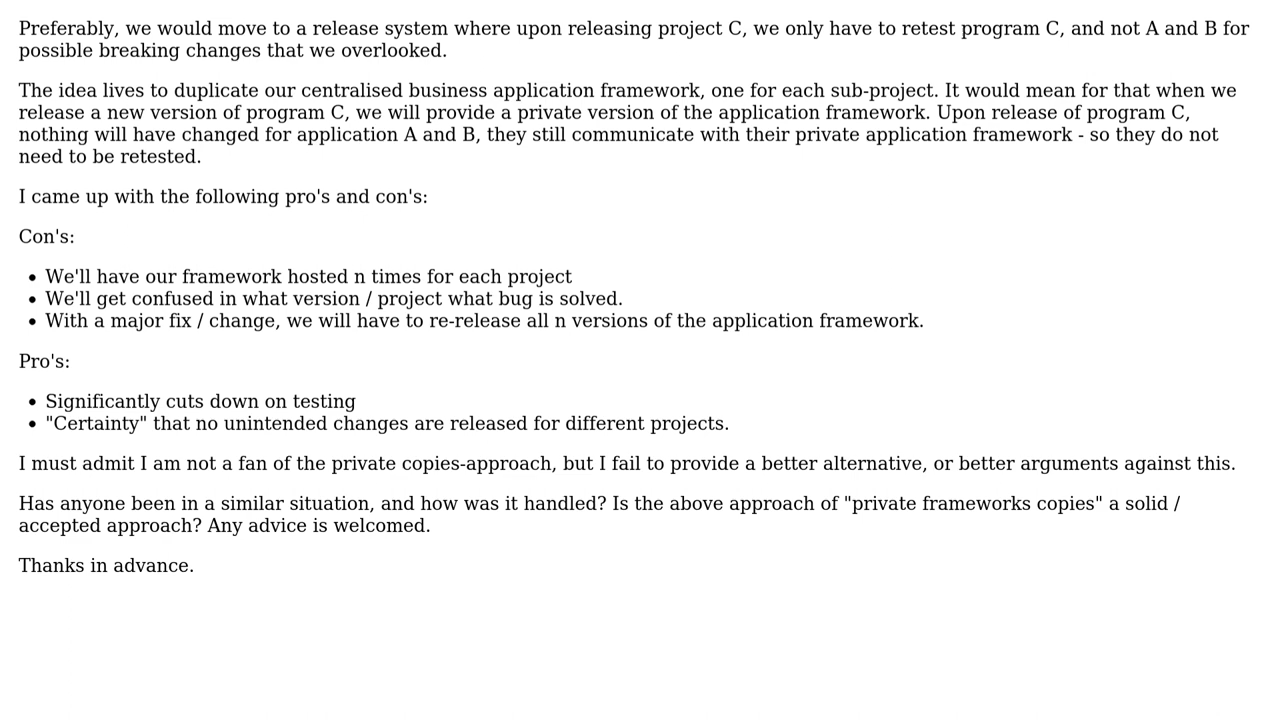 Preferably, we would move to a release system where upon releasing project C, we only have to retest program C, and not A and B for
possible breaking changes that we overlooked.
The idea lives to duplicate our centralised business application framework, one for each sub-project. It would mean for that when we
release a new version of program C, we will provide a private version of the application framework. Upon release of program C,
nothing will have changed for application A and B, they still communicate with their private application framework - so they do not
need to be retested.
I came up with the following pro's and con's:
Con's:
• We'll have our framework hosted n times for each project
• We'll get confused in what version / project what bug is solved.
• With a major fix / change, we will have to re-release all n versions of the application framework.
Pro's:
• Significantly cuts down on testing
• "Certainty" that no unintended changes are released for different projects.
I must admit I am not a fan of the private copies-approach, but I fail to provide a better alternative, or better arguments against this.
Has anyone been in a similar situation, and how was it handled? Is the above approach of "private frameworks copies" a solid /
accepted approach? Any advice is welcomed.
Thanks in advance.